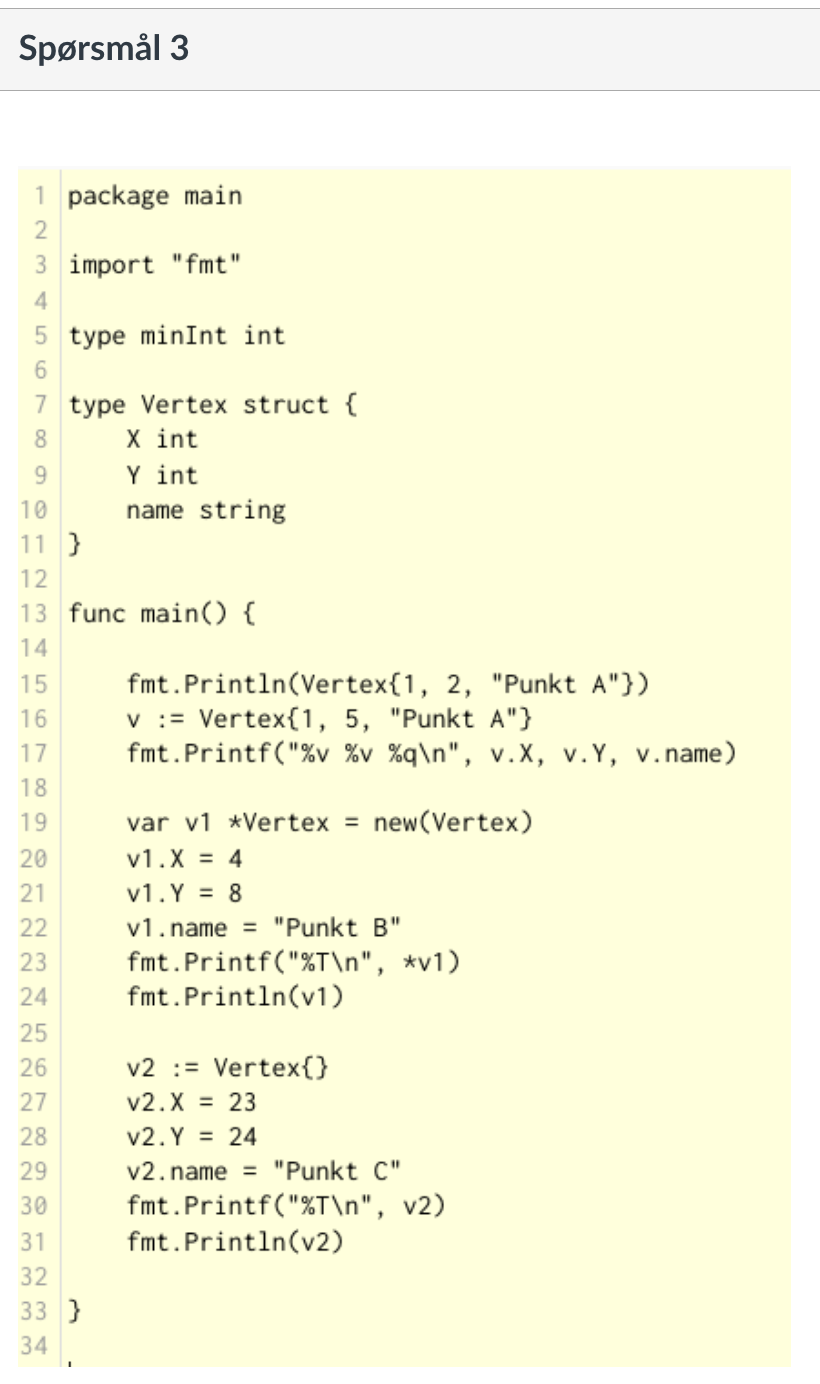 Spørsmål 3
1 package main
2
3 import "fmt"
4
5 type minInt int
6
7 type Vertex struct {
8     X int
9     Y int
10     name string
11 }
12
13 func main() {
14
15     fmt.Println(Vertex{1, 2, "Punkt A"})
16     v := Vertex{1, 5, "Punkt A"}
17     fmt.Printf("%v %v %q\n", v.X, v.Y, v.name)
18
19     var v1 *Vertex = new(Vertex)
20     v1.X = 4
21     v1.Y = 8
22     v1.name = "Punkt B"
23     fmt.Printf("%T\n", *v1)
24     fmt.Println(v1)
25
26     v2 := Vertex{}
27     v2.X = 23
28     v2.Y = 24
29     v2.name = "Punkt C"
30     fmt.Printf("%T\n", v2)
31     fmt.Println(v2)
32
33 }
34